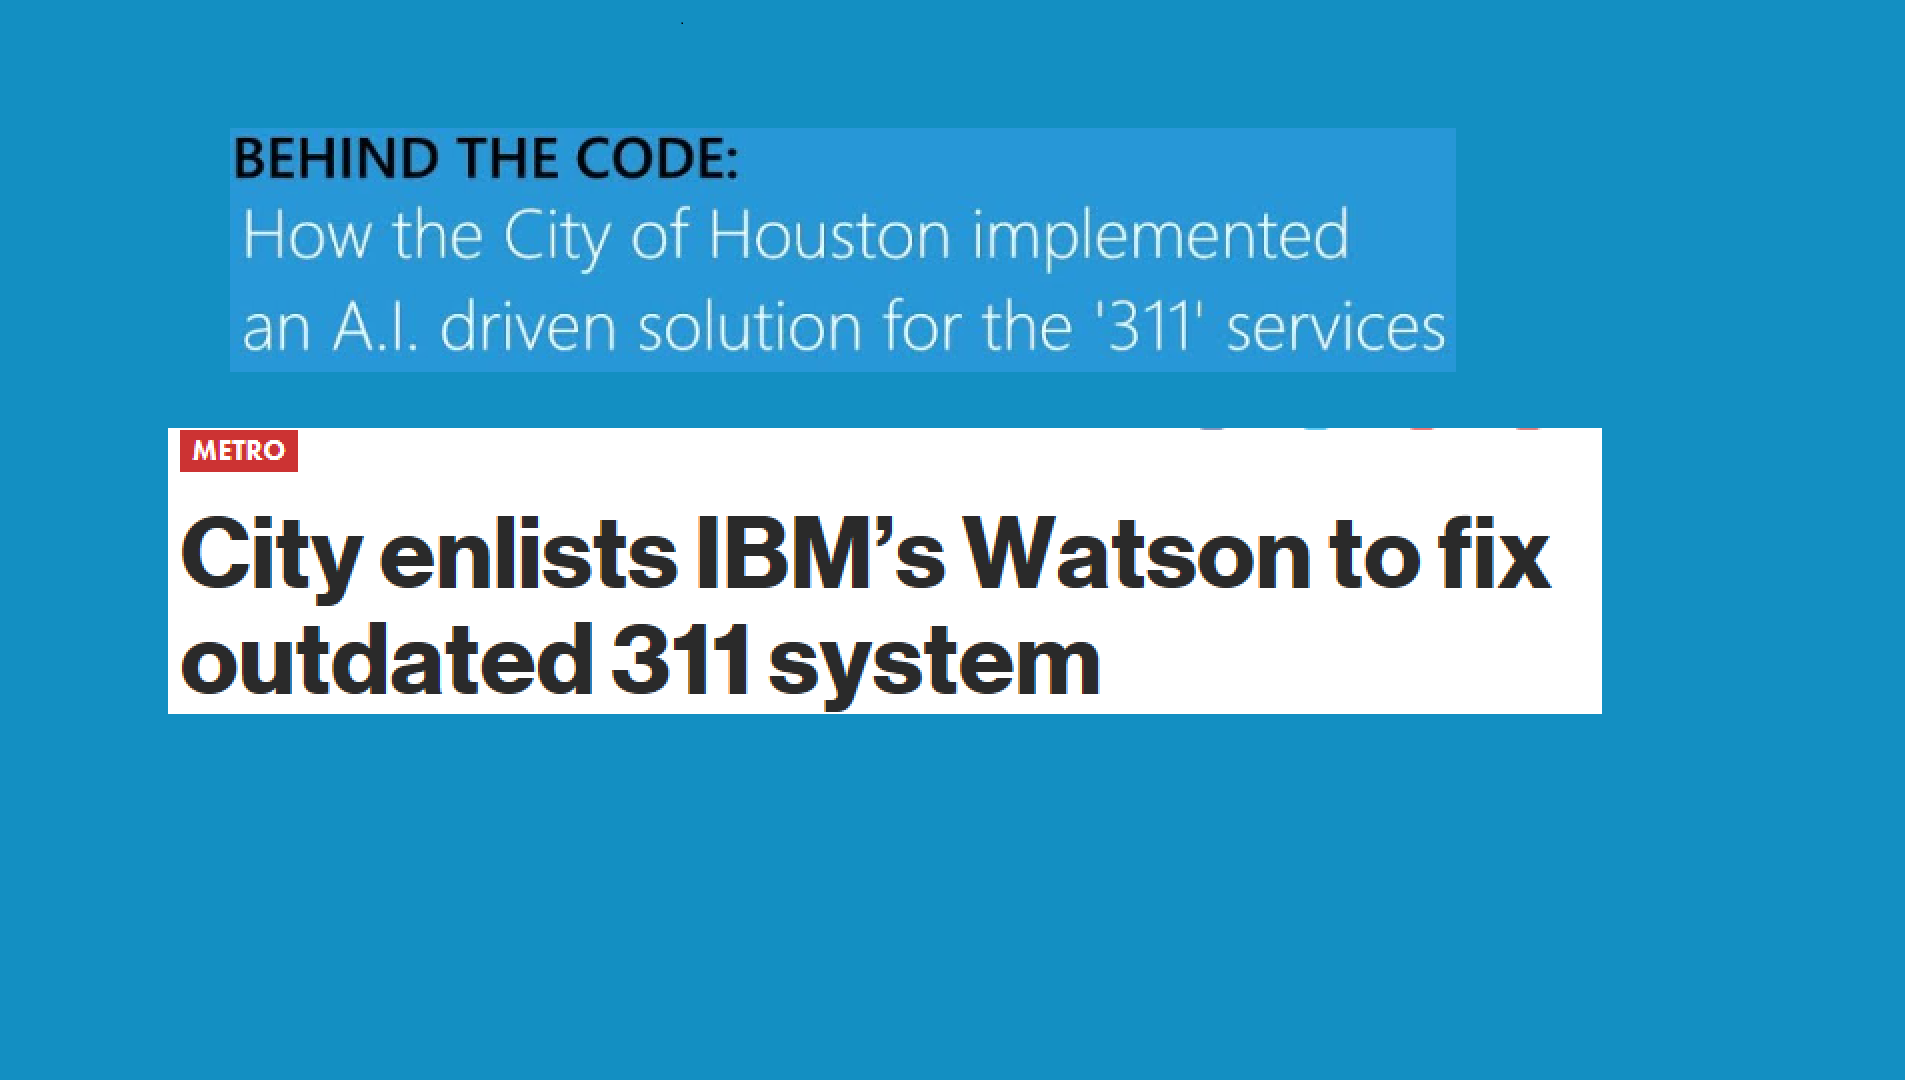 BEHIND THE CODE:
How the City of Houston implemented
an A.I. driven solution for the '311' services
METRO
City enlists IBM’s Watson to fix
outdated 311 system